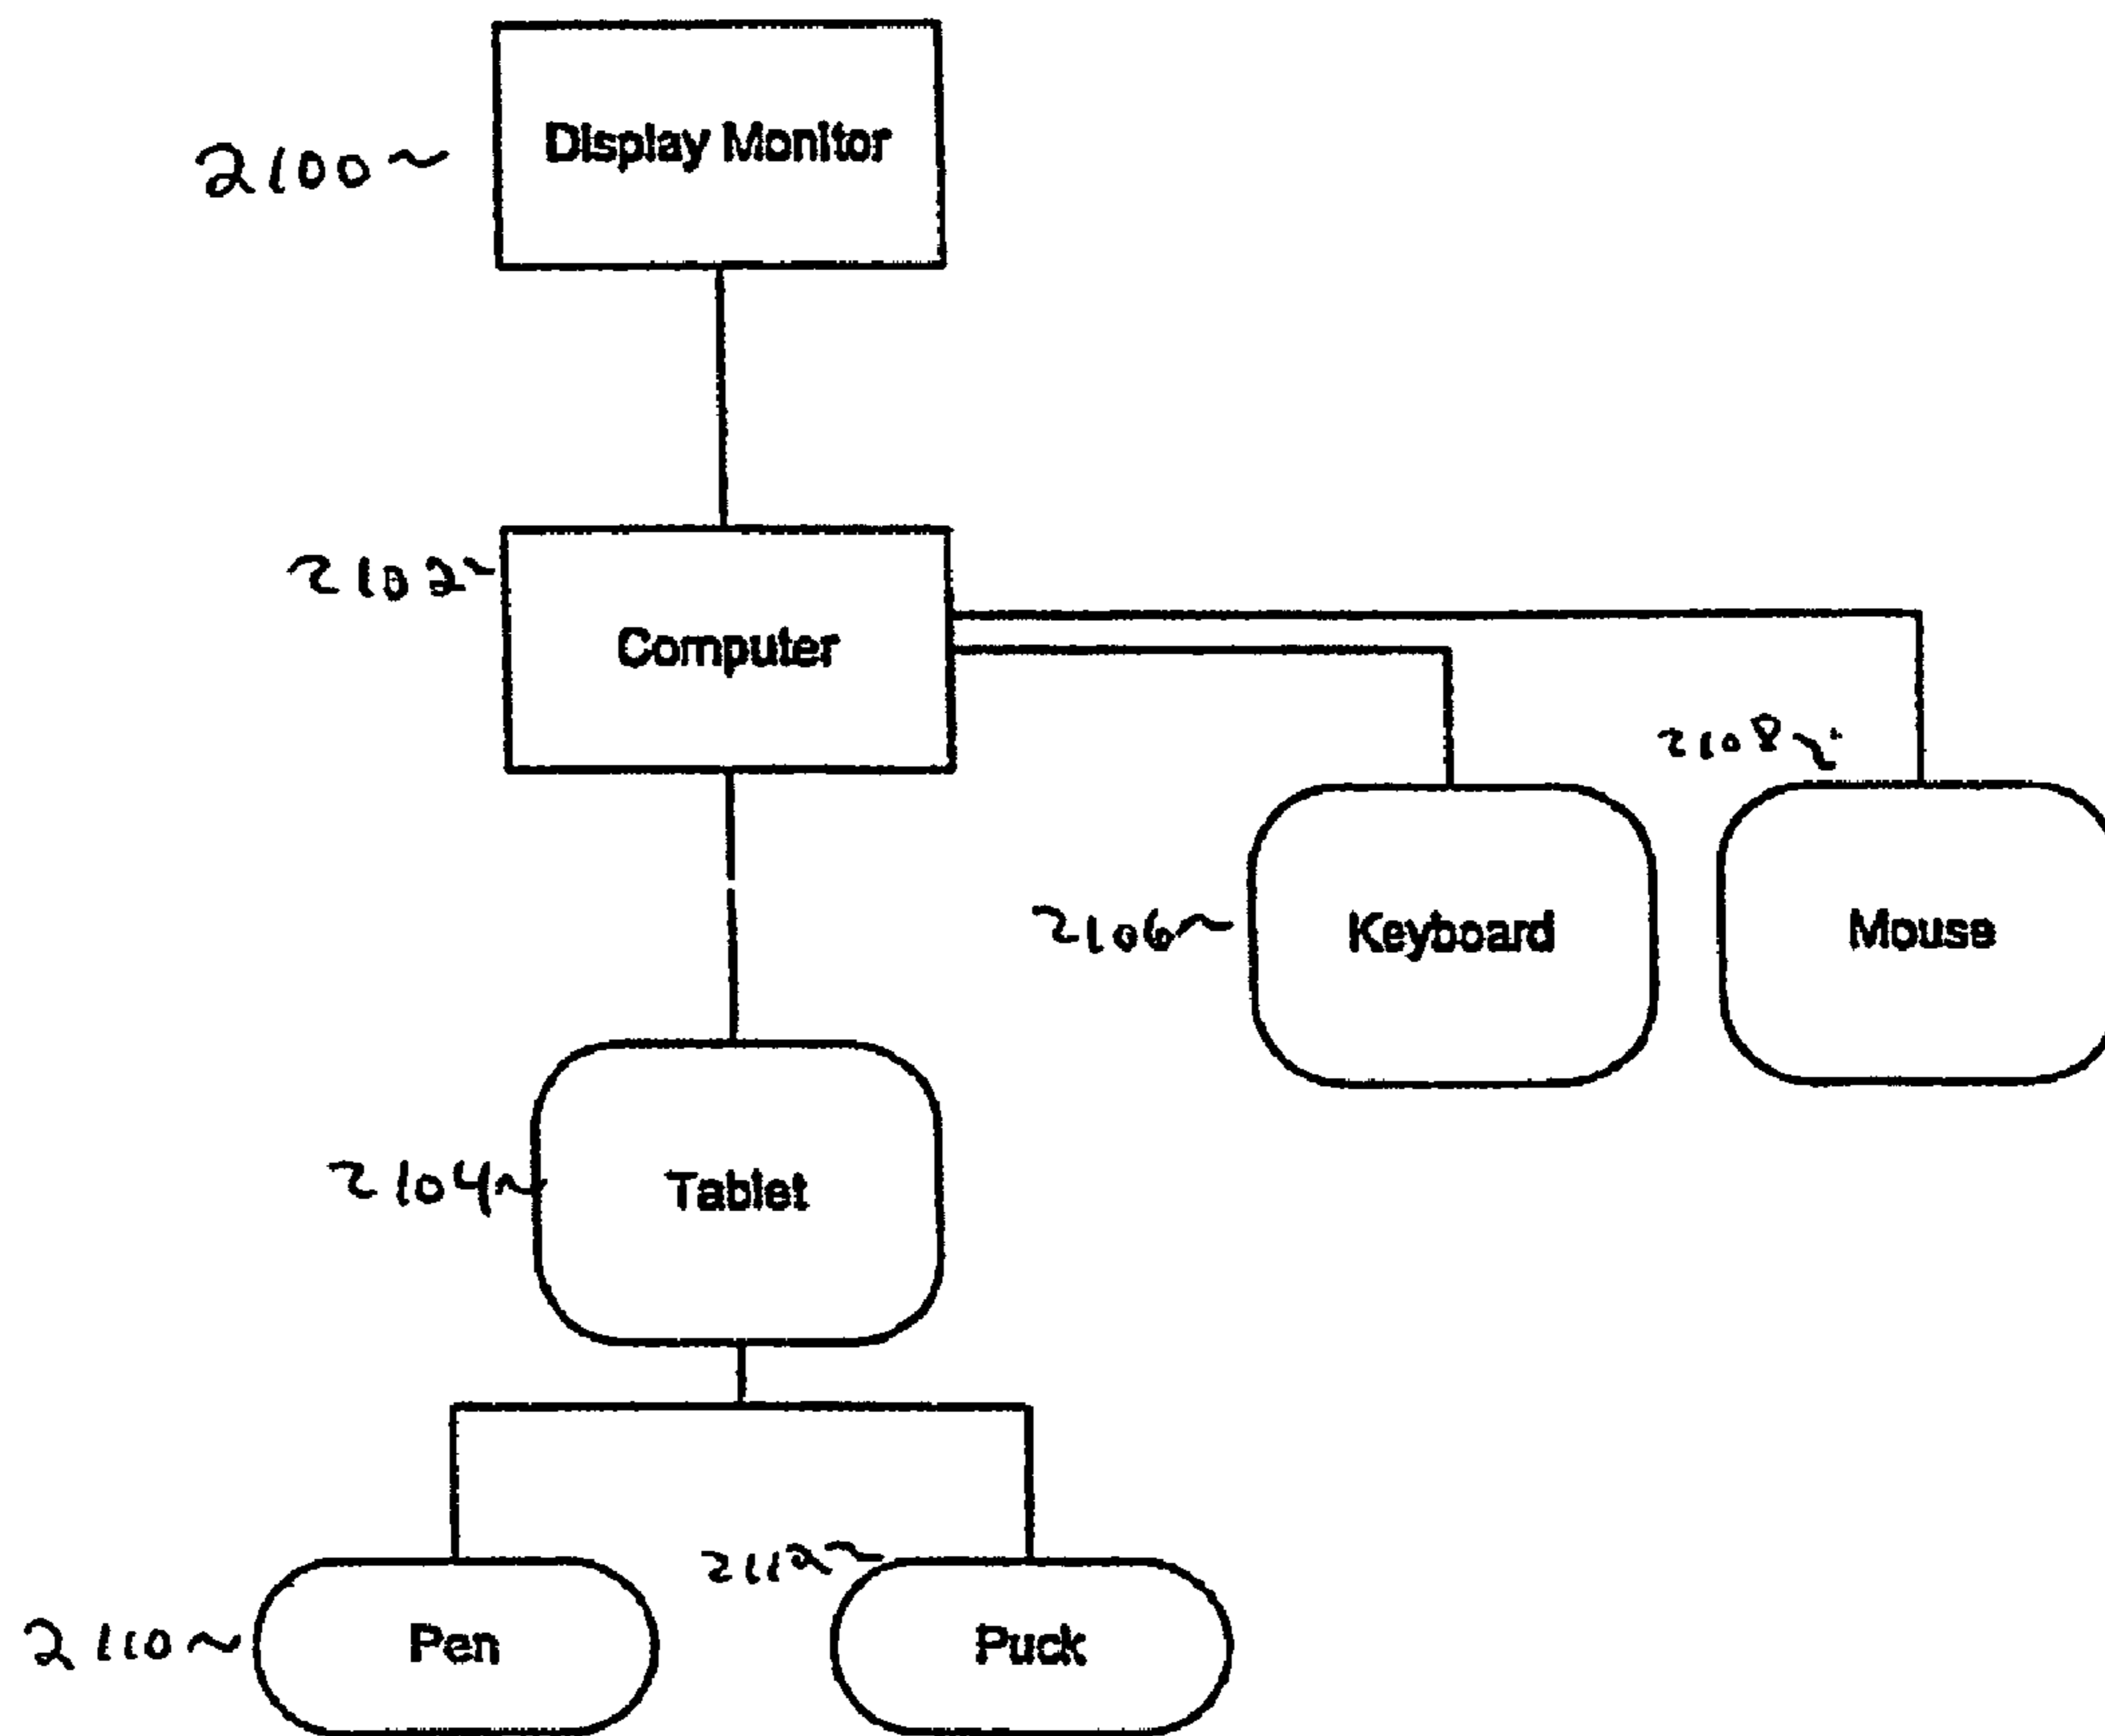 Display Monitor
2100~
2102~
Computer
2108~
2106~
Keyboard
Mouse
2104~
Tablet
2112~
2110~
Pen
Puck